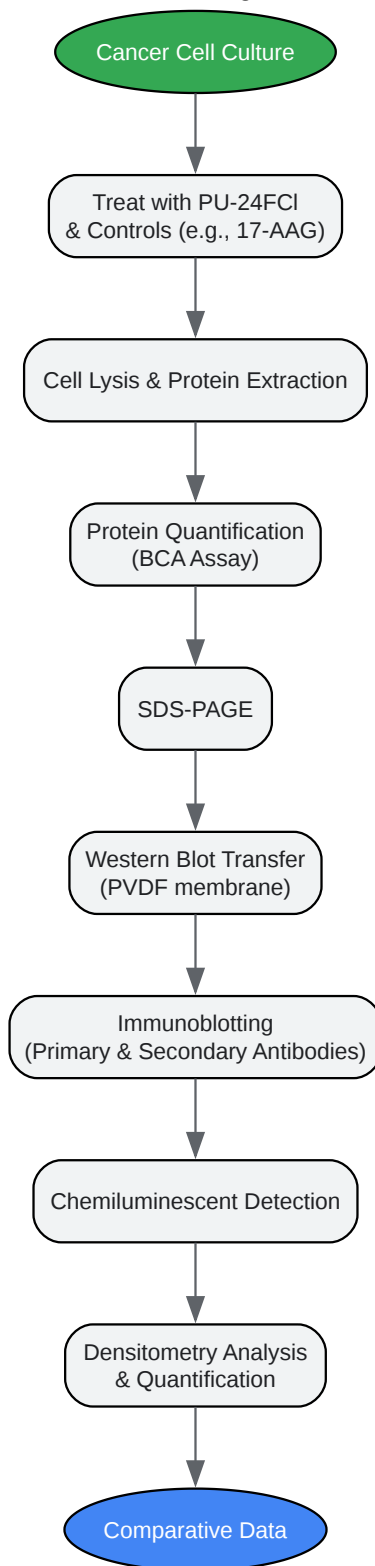 Cancer Cell Culture
Treat with PU-24FCl
& Controls (e.g., 17-AAG)
Cell Lysis & Protein Extraction
Protein Quantification
(BCA Assay)
SDS-PAGE
Western Blot Transfer
(PVDF membrane)
Immunoblotting
(Primary & Secondary Antibodies)
Chemiluminescent Detection
Densitometry Analysis
& Quantification
Comparative Data